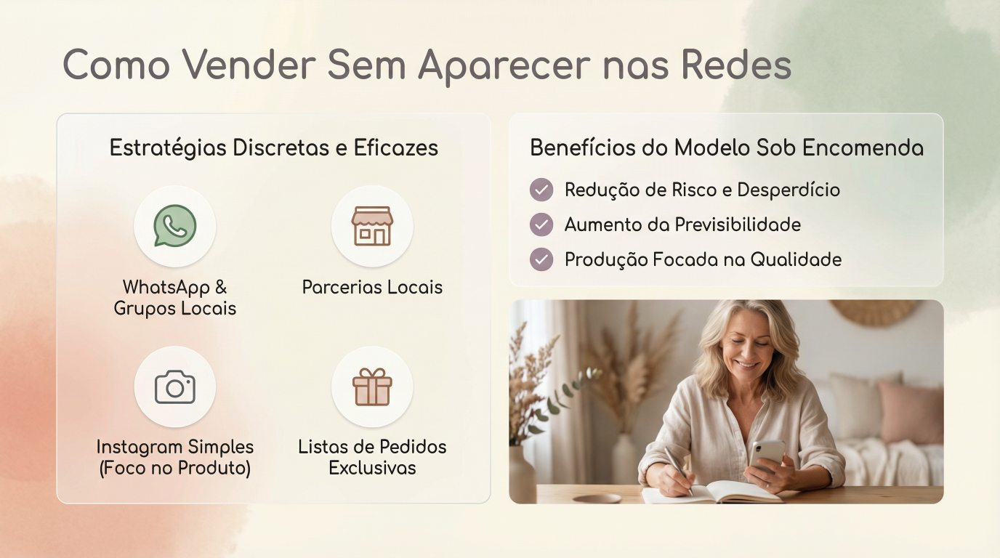 Como Vender Sem Aparecer nas Redes
Estratégias Discretas e Eficazes
WhatsApp &
Grupos Locais
Parcerias Locais
Instagram Simples
(Foco no Produto)
Listas de Pedidos
Exclusivas
Benefícios do Modelo Sob Encomenda
Redução de Risco e Desperdício
Aumento da Previsibilidade
Produção Focada na Qualidade